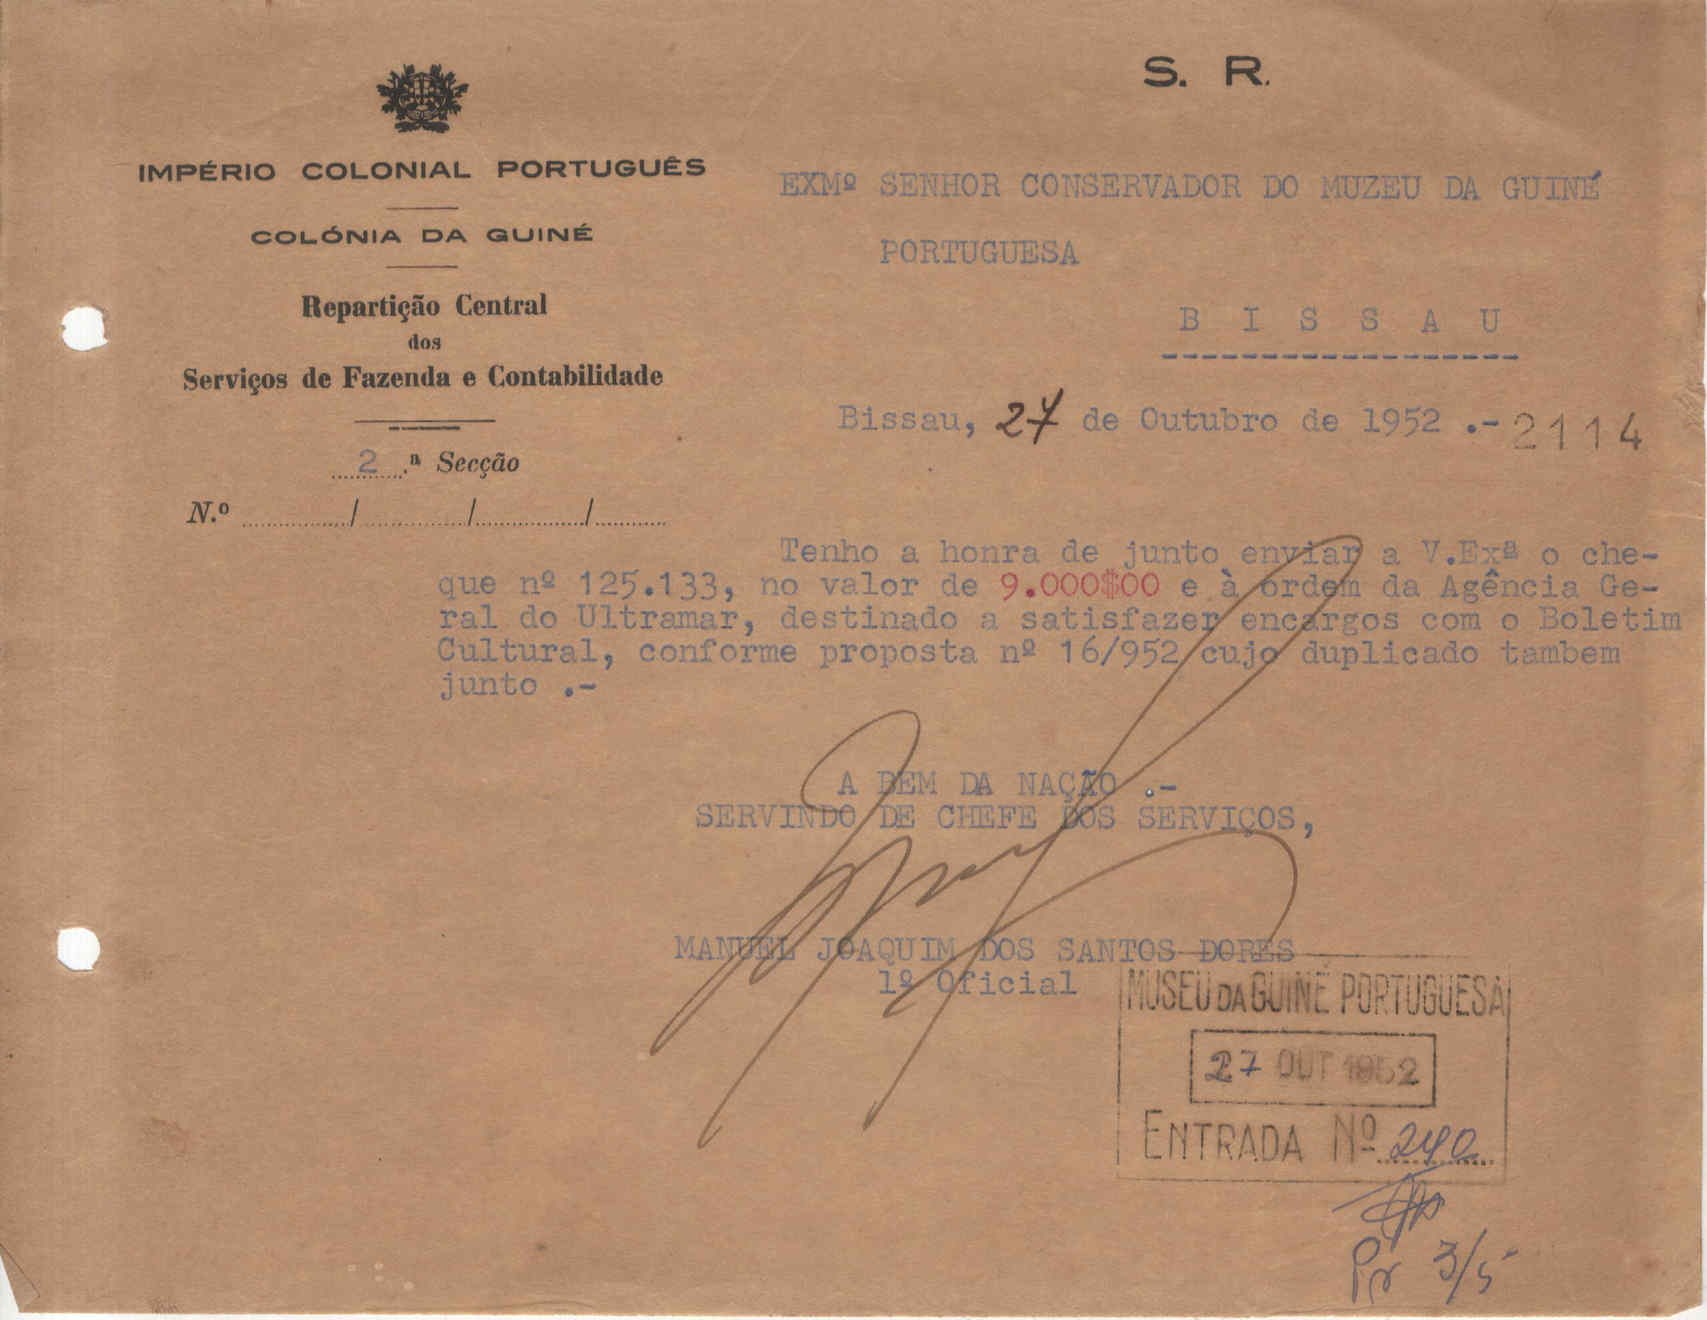 S. R.
IMPÉRIO COLONIAL PORTUGUÊS
COLÓNIA DA GUINÉ
Repartição Central
dos
Serviços de Fazenda e Contabilidade
2.ª Secção
N.º ........../........../........../..........
EXMº SENHOR CONSERVADOR DO MUZEU DA GUINÉ
PORTUGUESA
B I S S A U
Bissau, 27 de Outubro de 1952 .- 2114
Tenho a honra de junto enviar a V.Exª o che-
que nº 125.133, no valor de 9.000$00 e à ordem da Agência Ge-
ral do Ultramar, destinado a satisfazer encargos com o Boletim
Cultural, conforme proposta nº 16/952 cujo duplicado tambem
junto .-
A BEM DA NAÇÃO .-
SERVINDO DE CHEFE DOS SERVIÇOS,
MANUEL JOAQUIM DOS SANTOS DORES
1º Oficial
MUSEU DA GUINÉ PORTUGUESA
27 OUT 1952
ENTRADA Nº 240
Pr 3/5